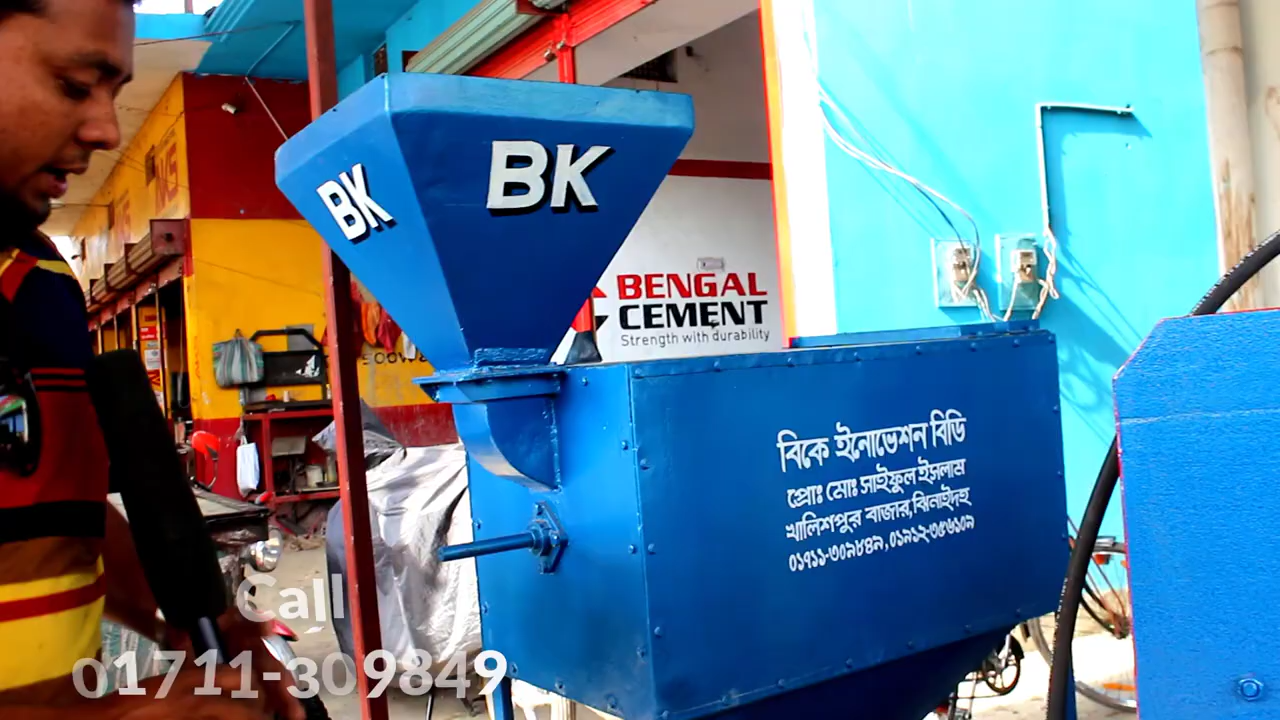 BK
BK
BENGAL
CEMENT
Strength with durability
বিকে ইনোভেশন বিডি
প্রোঃ মোঃ সাইফুল ইসলাম
খালিশপুর বাজার, ঝিনাইদহ
০১৭১১-৩০৯৮৪৯, ০১৯১২-৩৫৬১০৯
Call
01711-309849